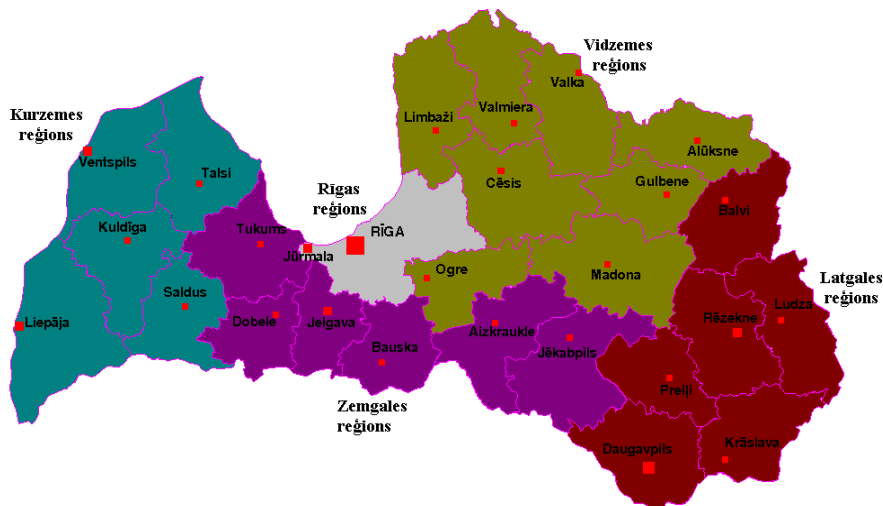 Vidzemes
reģions
Valka
Kurzemes
reģions
Limbaži
Valmiera
Alūksne
Ventspils
Talsi
Cēsis
Gulbene
Rīgas
reģions
Balvi
Kuldīga
Tukums
RĪGA
Jūrmala
Ogre
Madona
Latgales
reģions
Saldus
Liepāja
Dobele
Jelgava
Aizkraukle
Rēzekne
Ludza
Bauska
Jēkabpils
Preiļi
Zemgales
reģions
Daugavpils
Krāslava